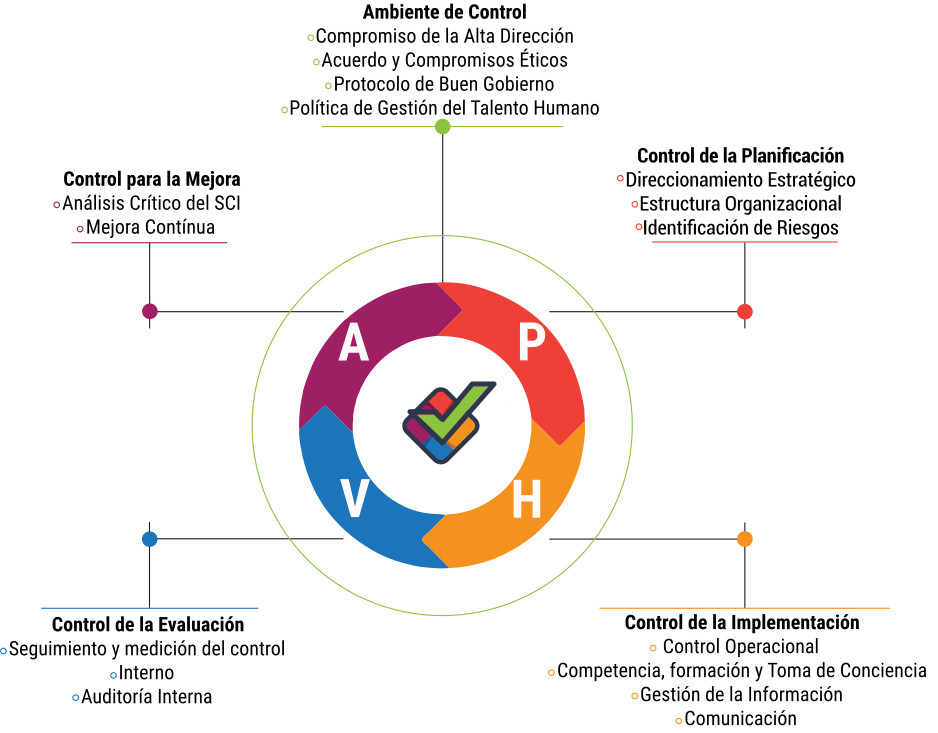 Ambiente de Control
Compromiso de la Alta Dirección
Acuerdo y Compromisos Éticos
Protocolo de Buen Gobierno
Política de Gestión del Talento Humano
Control para la Mejora
Análisis Crítico del SCI
Mejora Contínua
Control de la Planificación
Direccionamiento Estratégico
Estructura Organizacional
Identificación de Riesgos
A
P
V
H
Control de la Evaluación
Seguimiento y medición del control
Interno
Auditoría Interna
Control de la Implementación
Control Operacional
Competencia, formación y Toma de Conciencia
Gestión de la Información
Comunicación